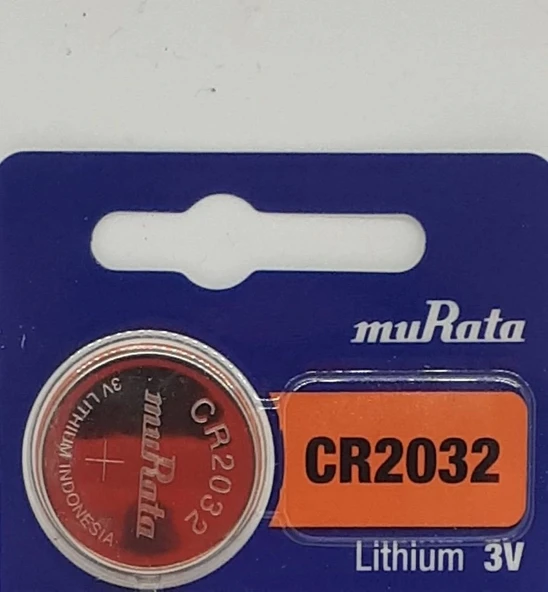 muRata
CR2032
Lithium 3V
CR2032
muRata
3V LITHIUM INDONESIA
+